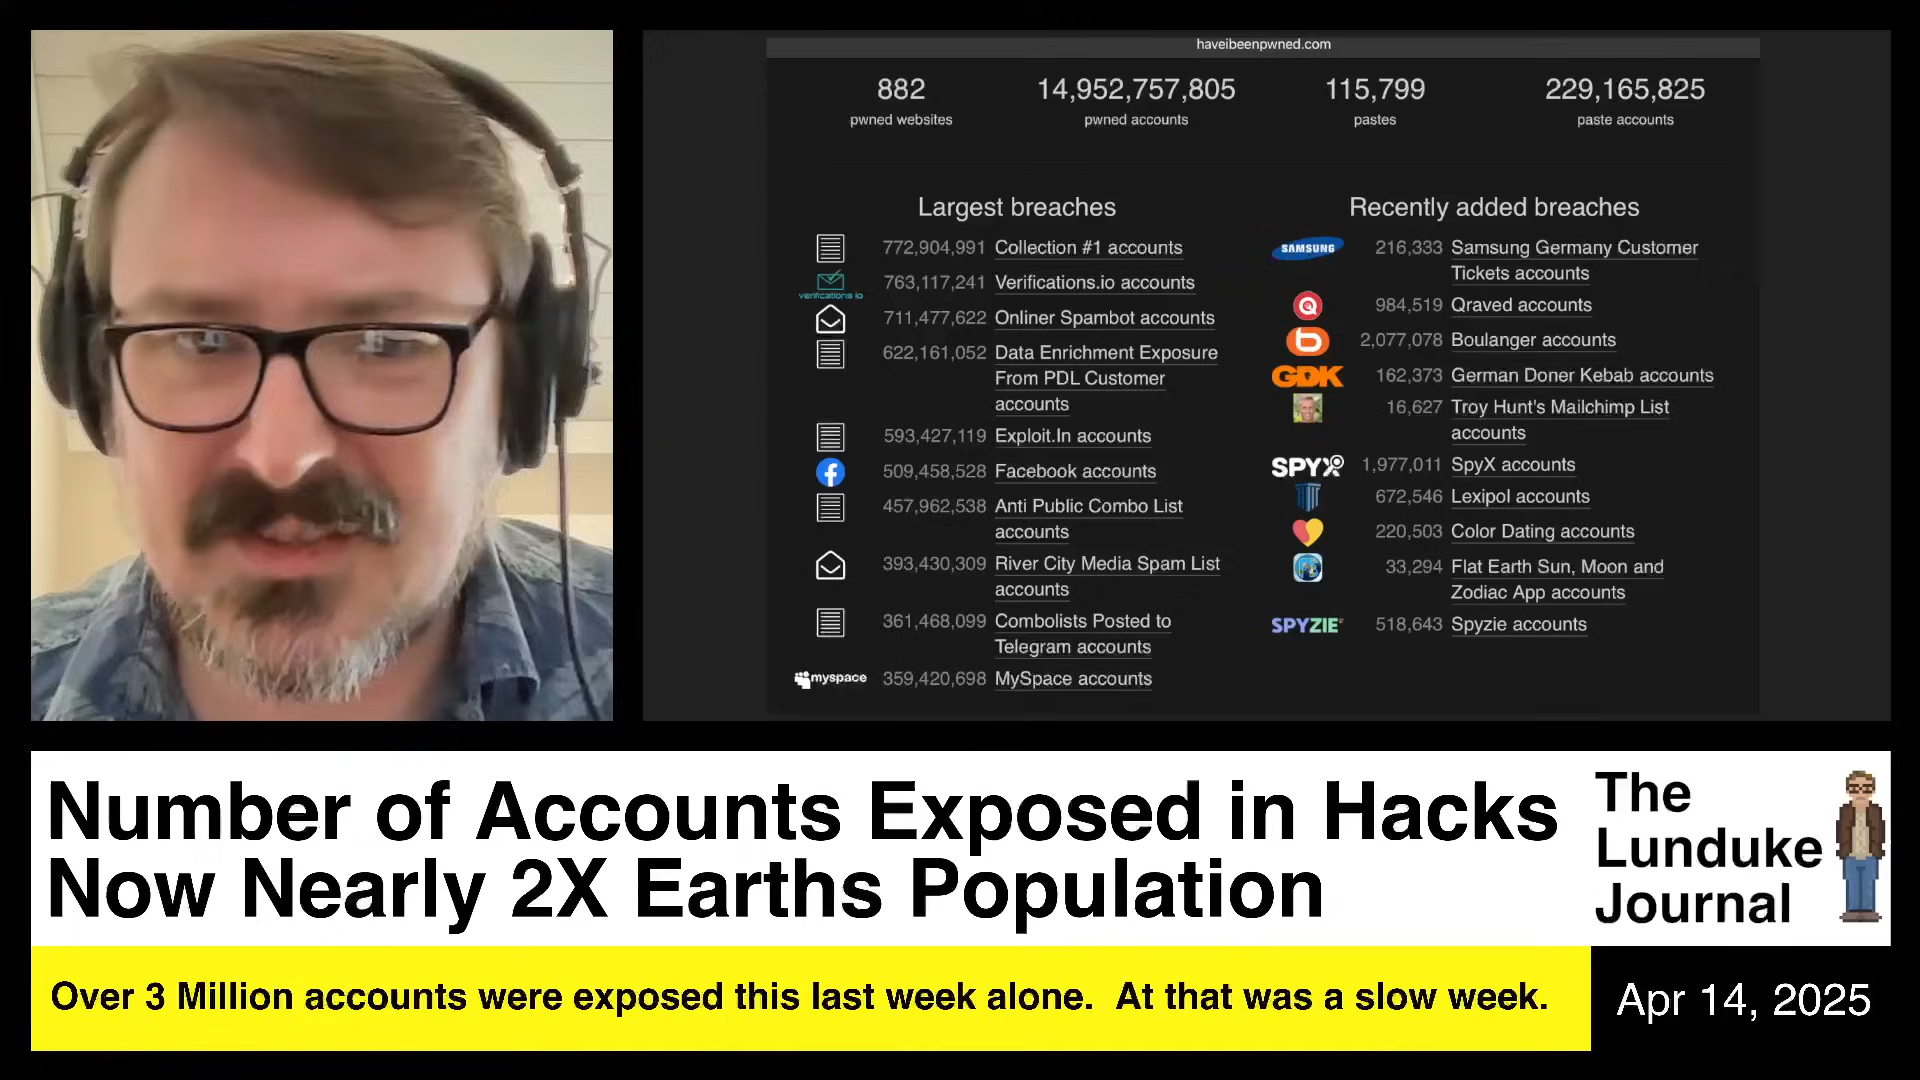 haveibeenpwned.com
882
pwned websites
14,952,757,805
pwned accounts
115,799
pastes
229,165,825
paste accounts
Largest breaches
772,904,991 Collection #1 accounts
verifications io
763,117,241 Verifications.io accounts
711,477,622 Onliner Spambot accounts
622,161,052 Data Enrichment Exposure
From PDL Customer
accounts
593,427,119 Exploit.In accounts
509,458,528 Facebook accounts
457,962,538 Anti Public Combo List
accounts
393,430,309 River City Media Spam List
accounts
361,468,099 Combolists Posted to
Telegram accounts
myspace 359,420,698 MySpace accounts
Recently added breaches
SAMSUNG 216,333 Samsung Germany Customer
Tickets accounts
984,519 Qraved accounts
b 2,077,078 Boulanger accounts
GDK 162,373 German Doner Kebab accounts
16,627 Troy Hunt's Mailchimp List
accounts
SPYX 1,977,011 SpyX accounts
672,546 Lexipol accounts
220,503 Color Dating accounts
33,294 Flat Earth Sun, Moon and
Zodiac App accounts
SPYZIE 518,643 Spyzie accounts
Number of Accounts Exposed in Hacks
Now Nearly 2X Earths Population
The
Lunduke
Journal
Over 3 Million accounts were exposed this last week alone.  At that was a slow week.
Apr 14, 2025